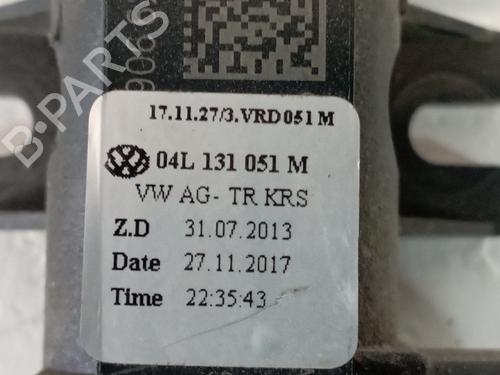 906
17.11.27/3.VRD051 M
04L 131 051 M
VW AG- TR KRS
Z.D 31.07.2013
Date 27.11.2017
Time 22:35:43
B-PARTS